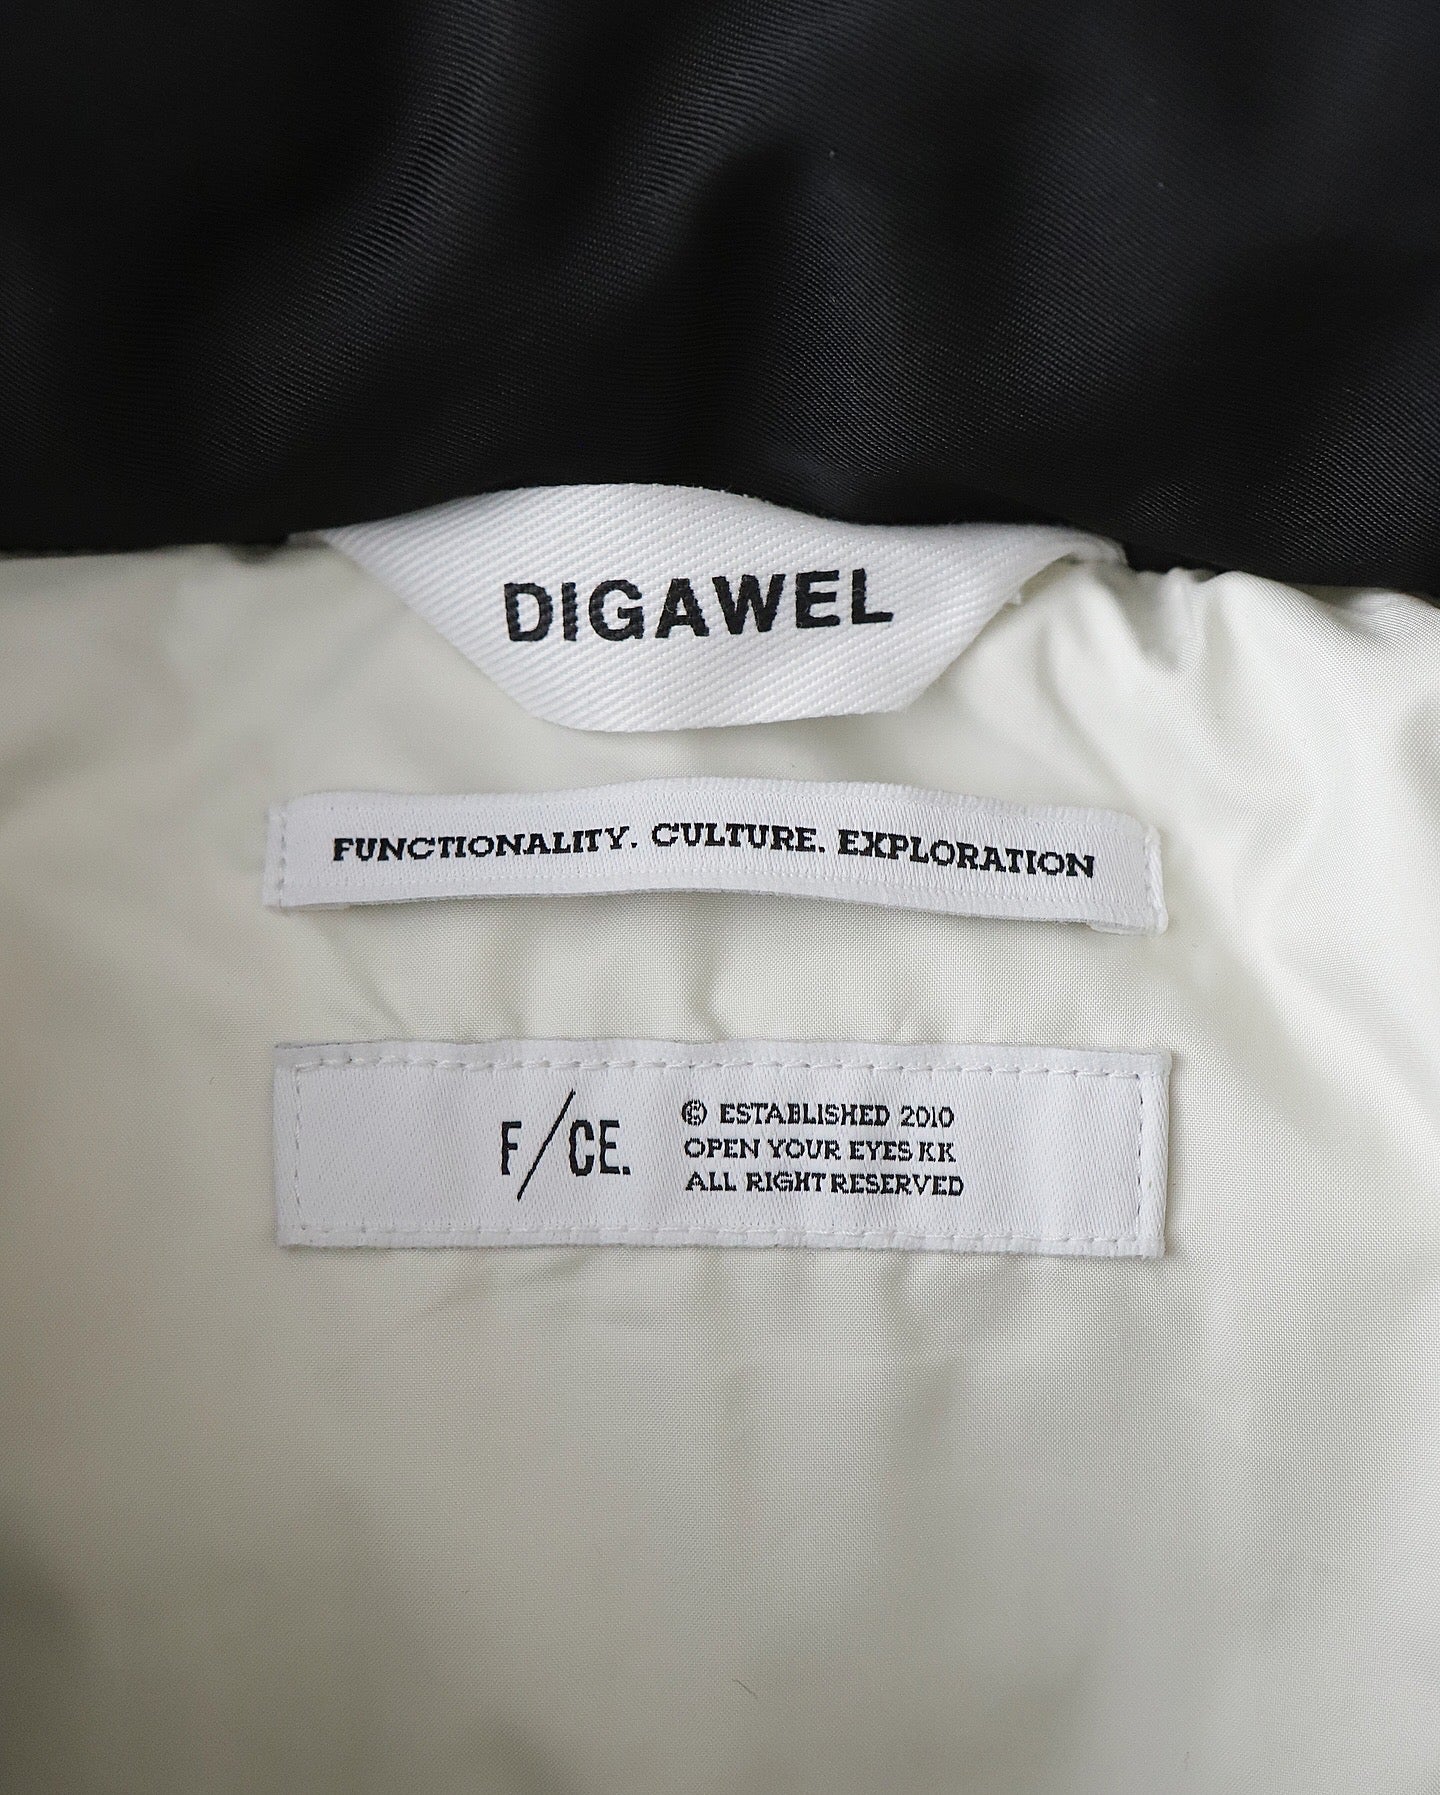 DIGAWEL
FUNCTIONALITY. CULTURE. EXPLORATION
F/CE.
© ESTABLISHED 2010
OPEN YOUR EYES KK
ALL RIGHT RESERVED